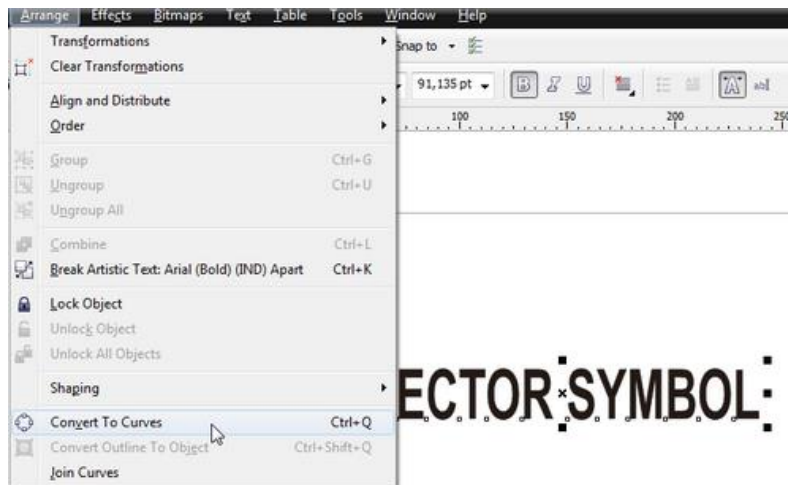 Arrange Effects Bitmaps Text Table Tools Window Help
Transformations
Snap to
Clear Transformations
91,135 pt B I U A abI
Align and Distribute
Order
100 150 200 250
Group Ctrl+G
Ungroup Ctrl+U
Ungroup All
Combine Ctrl+L
Break Artistic Text: Arial (Bold) (IND) Apart Ctrl+K
Lock Object
Unlock Object
Unlock All Objects
Shaping
ECTOR SYMBOL
Convert To Curves Ctrl+Q
Convert Outline To Object Ctrl+Shift+Q
Join Curves